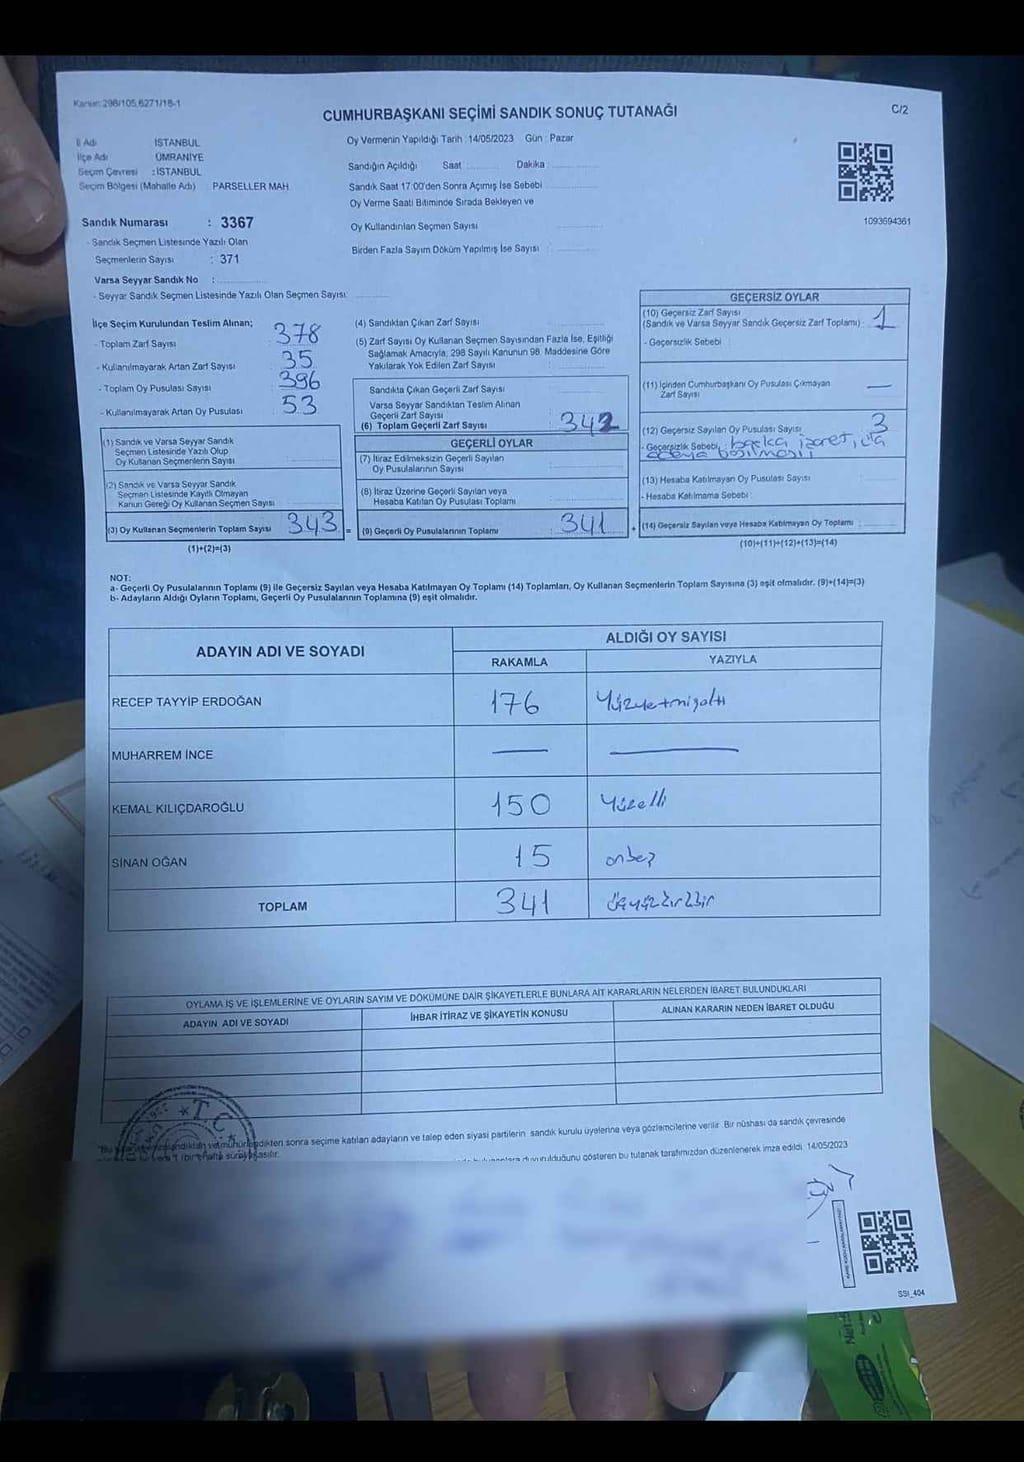 Kanun: 298/105,6271/18-1
C/2
CUMHURBAŞKANI SEÇİMİ SANDIK SONUÇ TUTANAĞI
İl Adı İSTANBUL
İlçe Adı ÜMRANİYE
Seçim Çevresi : İSTANBUL
Seçim Bölgesi (Mahalle Adı) PARSELLER MAH.
Sandık Numarası : 3367
- Sandık Seçmen Listesinde Yazılı Olan
Seçmenlerin Sayısı : 371
Varsa Seyyar Sandık No :
- Seyyar Sandık Seçmen Listesinde Yazılı Olan Seçmen Sayısı:
Oy Vermenin Yapıldığı Tarih :14/05/2023 Gün : Pazar
Sandığın Açıldığı Saat Dakika
Sandık Saat 17:00'den Sonra Açımış İse Sebebi
Oy Verme Saati Bitiminde Sırada Bekleyen ve
Oy Kullandırılan Seçmen Sayısı
Birden Fazla Sayım Döküm Yapılmış İse Sayısı
1093694361
İlçe Seçim Kurulundan Teslim Alınan;
- Toplam Zarf Sayısı 378
- Kullanılmayarak Artan Zarf Sayısı 35
- Toplam Oy Pusulası Sayısı 396
- Kullanılmayarak Artan Oy Pusulası 53
(1) Sandık ve Varsa Seyyar Sandık
Seçmen Listesinde Yazılı Olup
Oy Kullanan Seçmenlerin Sayısı
(2) Sandık ve Varsa Seyyar Sandık
Seçmen Listesinde Kayıtlı Olmayan
Kanun Gereği Oy Kullanan Seçmen Sayısı
(3) Oy Kullanan Seçmenlerin Toplam Sayısı 343 =
(1)+(2)=(3)
(4) Sandıktan Çıkan Zarf Sayısı
(5) Zarf Sayısı Oy Kullanan Seçmen Sayısından Fazla İse, Eşitliği
Sağlamak Amacıyla, 298 Sayılı Kanunun 98. Maddesine Göre
Yakılarak Yok Edilen Zarf Sayısı
Sandıkta Çıkan Geçerli Zarf Sayısı
Varsa Seyyar Sandıktan Teslim Alınan
Geçerli Zarf Sayısı
(6) Toplam Geçerli Zarf Sayısı 342
GEÇERLİ OYLAR
(7) İtiraz Edilmeksizin Geçerli Sayılan
Oy Pusulalarının Sayısı
(8) İtiraz Üzerine Geçerli Sayılan veya
Hesaba Katılan Oy Pusulası Toplamı
(9) Geçerli Oy Pusulalarının Toplamı 341 +
GEÇERSİZ OYLAR
(10) Geçersiz Zarf Sayısı
(Sandık ve Varsa Seyyar Sandık Geçersiz Zarf Toplamı) : 1
- Geçersizlik Sebebi
(11) İçinden Cumhurbaşkanı Oy Pusulası Çıkmayan
Zarf Sayısı —
(12) Geçersiz Sayılan Oy Pusulası Sayısı 3
- Geçersizlik Sebebi, : başka işaret,
basılması
(13) Hesaba Katılmayan Oy Pusulası Sayısı
- Hesaba Katılmama Sebebi
(14) Geçersiz Sayılan veya Hesaba Katılmayan Oy Toplamı
(10)+(11)+(12)+(13)=(14)
NOT:
a- Geçerli Oy Pusulalarının Toplamı (9) ile Geçersiz Sayılan veya Hesaba Katılmayan Oy Toplamı (14) Toplamları, Oy Kullanan Seçmenlerin Toplam Sayısına (3) eşit olmalıdır. (9)+(14)=(3)
b- Adayların Aldığı Oyların Toplamı, Geçerli Oy Pusulalarının Toplamına (9) eşit olmalıdır.
ADAYIN ADI VE SOYADI ALDIĞI OY SAYISI
RAKAMLA YAZIYLA
RECEP TAYYİP ERDOĞAN 176 Yüzyetmişaltı
MUHARREM İNCE — —
KEMAL KILIÇDAROĞLU 150 Yüzelli
SİNAN OĞAN 15 onbeş
TOPLAM 341 üçyüzkırkbir
OYLAMA İŞ VE İŞLEMLERİNE VE OYLARIN SAYIM VE DÖKÜMÜNE DAİR ŞİKAYETLERLE BUNLARA AİT KARARLARIN NELERDEN İBARET BULUNDUKLARI
ADAYIN ADI VE SOYADI İHBAR İTİRAZ VE ŞİKAYETİN KONUSU ALINAN KARARIN NEDEN İBARET OLDUĞU
T.C.
sonra seçime katılan adayların ve talep eden siyasi partilerin sandık kurulu üyelerine veya gözlemcilerine verilir. Bir nüshası da sandık çevresinde
duyurulduğunu gösteren bu tutanak tarafımızdan düzenlenerek imza edildi 14/05/2023
SSI_404